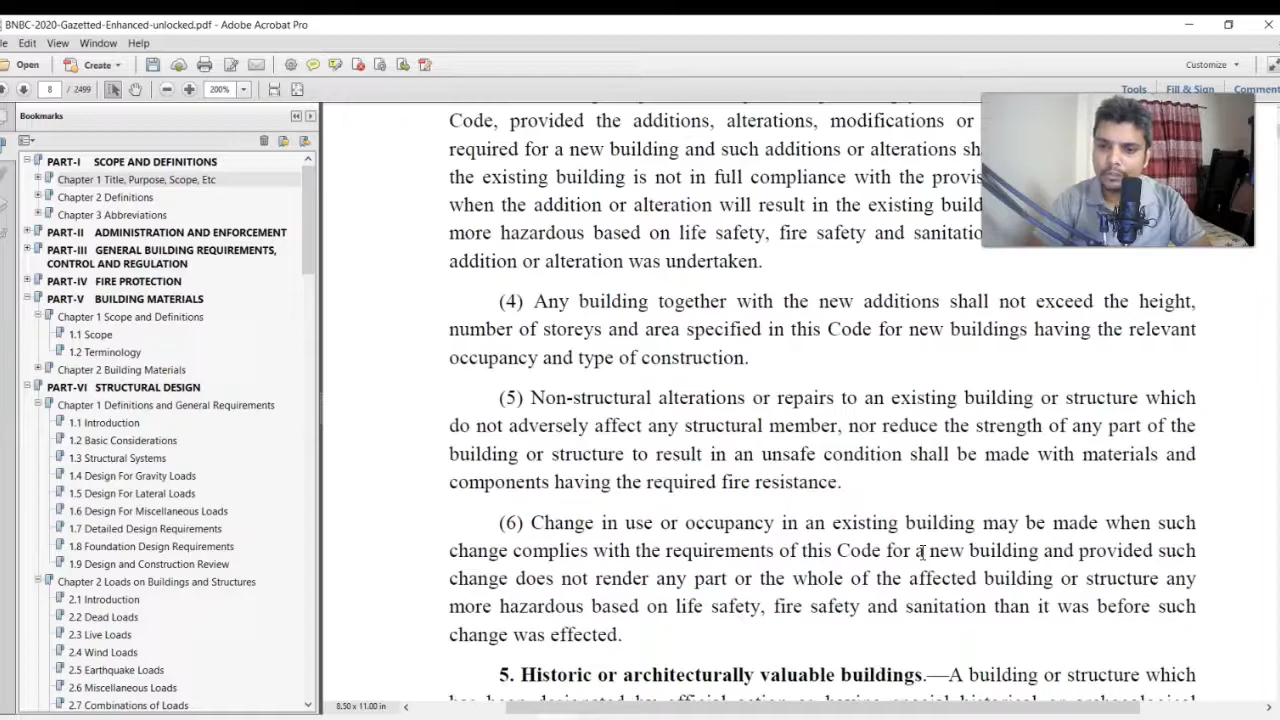 BNBC-2020-Gazetted-Enhanced-unlocked.pdf - Adobe Acrobat Pro
Edit View Window Help
Open Create Customize
8 / 2499 200% Tools Fill & Sign Comment
Bookmarks
PART-I SCOPE AND DEFINITIONS
Chapter 1 Title, Purpose, Scope, Etc
Chapter 2 Definitions
Chapter 3 Abbreviations
PART-II ADMINISTRATION AND ENFORCEMENT
PART-III GENERAL BUILDING REQUIREMENTS,
CONTROL AND REGULATION
PART-IV FIRE PROTECTION
PART-V BUILDING MATERIALS
Chapter 1 Scope and Definitions
1.1 Scope
1.2 Terminology
Chapter 2 Building Materials
PART-VI STRUCTURAL DESIGN
Chapter 1 Definitions and General Requirements
1.1 Introduction
1.2 Basic Considerations
1.3 Structural Systems
1.4 Design For Gravity Loads
1.5 Design For Lateral Loads
1.6 Design For Miscellaneous Loads
1.7 Detailed Design Requirements
1.8 Foundation Design Requirements
1.9 Design and Construction Review
Chapter 2 Loads on Buildings and Structures
2.1 Introduction
2.2 Dead Loads
2.3 Live Loads
2.4 Wind Loads
2.5 Earthquake Loads
2.6 Miscellaneous Loads
2.7 Combinations of Loads
Code, provided the additions, alterations, modifications or
required for a new building and such additions or alterations
the existing building is not in full compliance with the
when the addition or alteration will result in the existing
more hazardous based on life safety, fire safety and
addition or alteration was undertaken.
(4) Any building together with the new additions shall not exceed the height,
number of storeys and area specified in this Code for new buildings having the relevant
occupancy and type of construction.
(5) Non-structural alterations or repairs to an existing building or structure which
do not adversely affect any structural member, nor reduce the strength of any part of the
building or structure to result in an unsafe condition shall be made with materials and
components having the required fire resistance.
(6) Change in use or occupancy in an existing building may be made when such
change complies with the requirements of this Code for a new building and provided such
change does not render any part or the whole of the affected building or structure any
more hazardous based on life safety, fire safety and sanitation than it was before such
change was effected.
5. Historic or architecturally valuable buildings.—A building or structure which
8.50 x 11.00 in